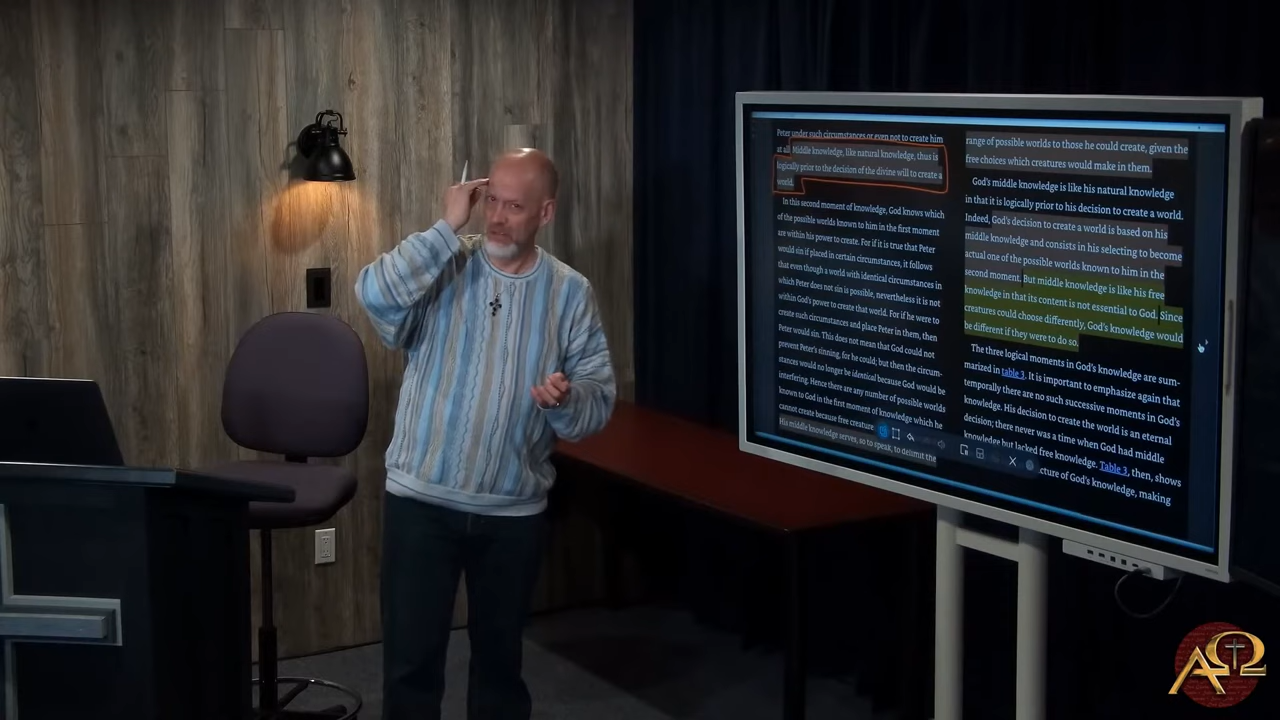 Peter under such circumstances or even not to create him
at all. Middle knowledge, like natural knowledge, thus is
logically prior to the decision of the divine will to create a
world.
In this second moment of knowledge, God knows which
of the possible worlds known to him in the first moment
are within his power to create. For if it is true that Peter
would sin if placed in certain circumstances, it follows
that even though a world with identical circumstances in
which Peter does not sin is possible, nevertheless it is not
within God's power to create that world. For if he were to
create such circumstances and place Peter in them, then
Peter would sin. This does not mean that God could not
prevent Peter's sinning, for he could; but then the circum-
stances would no longer be identical because God would be
interfering. Hence there are any number of possible worlds
known to God in the first moment of knowledge which he
cannot create because free creature
His middle knowledge serves, so to speak, to delimit the
range of possible worlds to those he could create, given the
free choices which creatures would make in them.
God's middle knowledge is like his natural knowledge
in that it is logically prior to his decision to create a world.
Indeed, God's decision to create a world is based on his
middle knowledge and consists in his selecting to become
actual one of the possible worlds known to him in the
second moment. But middle knowledge is like his free
knowledge in that its content is not essential to God. Since
creatures could choose differently, God's knowledge would
be different if they were to do so.
The three logical moments in God's knowledge are sum-
marized in table 3. It is important to emphasize again that
temporally there are no such successive moments in God's
knowledge. His decision to create the world is an eternal
decision; there never was a time when God had middle
knowledge but lacked free knowledge. Table 3, then, shows
cture of God's knowledge, making
ΑΩ